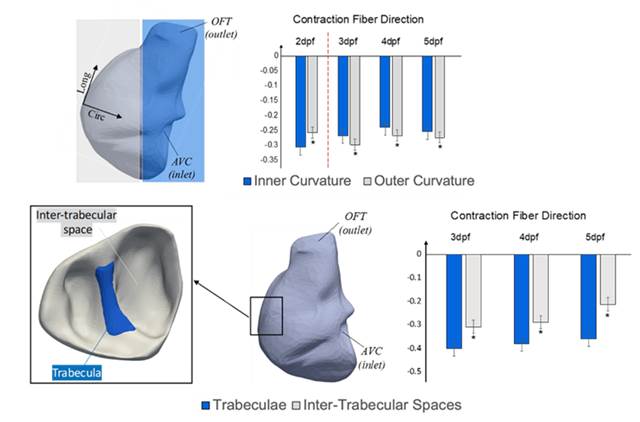 OFT
(outlet)
Long
Circ
AVC
(inlet)
Contraction Fiber Direction
2dpf 3dpf 4dpf 5dpf
0
-0.05
-0.1
-0.15
-0.2
-0.25
-0.3
-0.35
* * * *
Inner Curvature Outer Curvature
Inter-trabecular
space
Trabecula
OFT
(outlet)
AVC
(inlet)
Contraction Fiber Direction
3dpf 4dpf 5dpf
0
-0.1
-0.2
-0.3
-0.4
-0.5
* * *
Trabeculae Inter-Trabecular Spaces